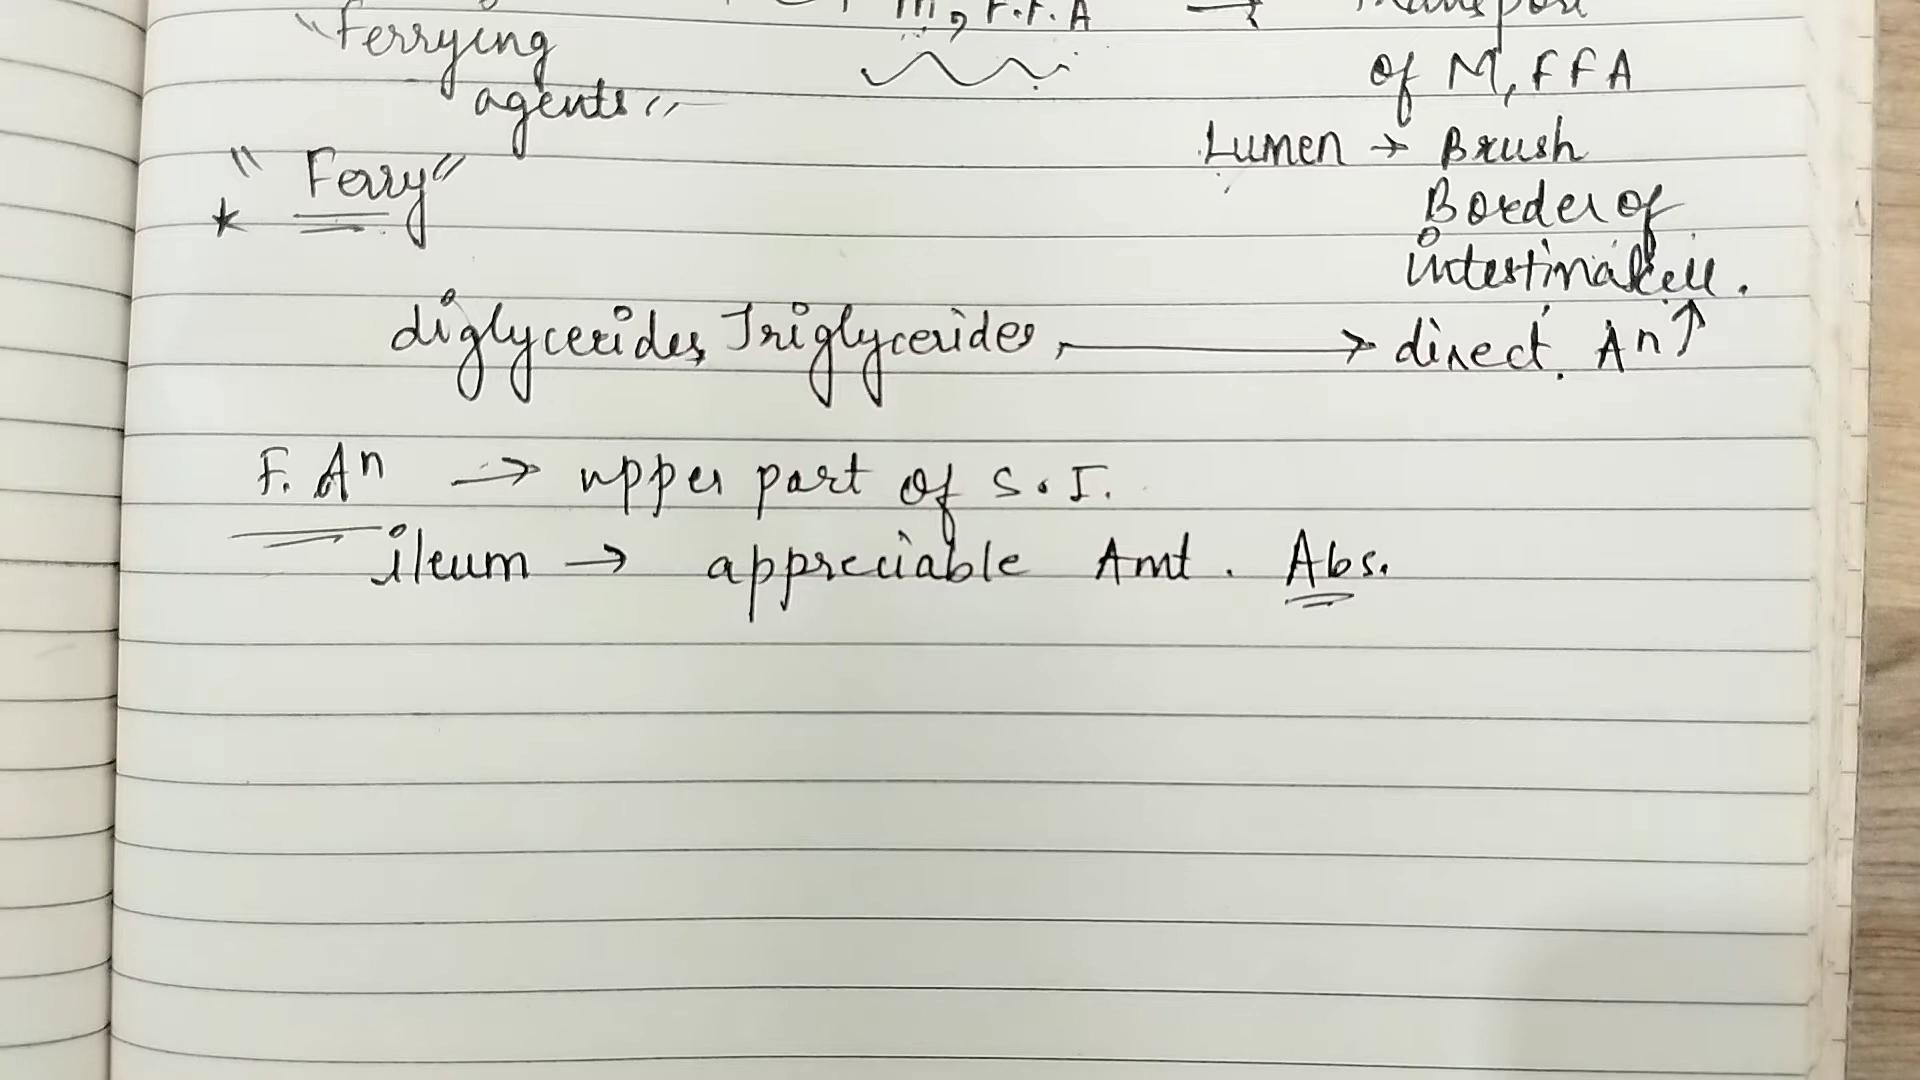 m, F.F.A → Transport
"Ferrying
agents"
of M, FFA
Lumen → Brush
Border of
intestinal cell.
* "Ferry"
diglycerides, Triglycerides, → direct. An↑
F. An → upper part of S.I.
ileum → appreciable Amt. Abs.